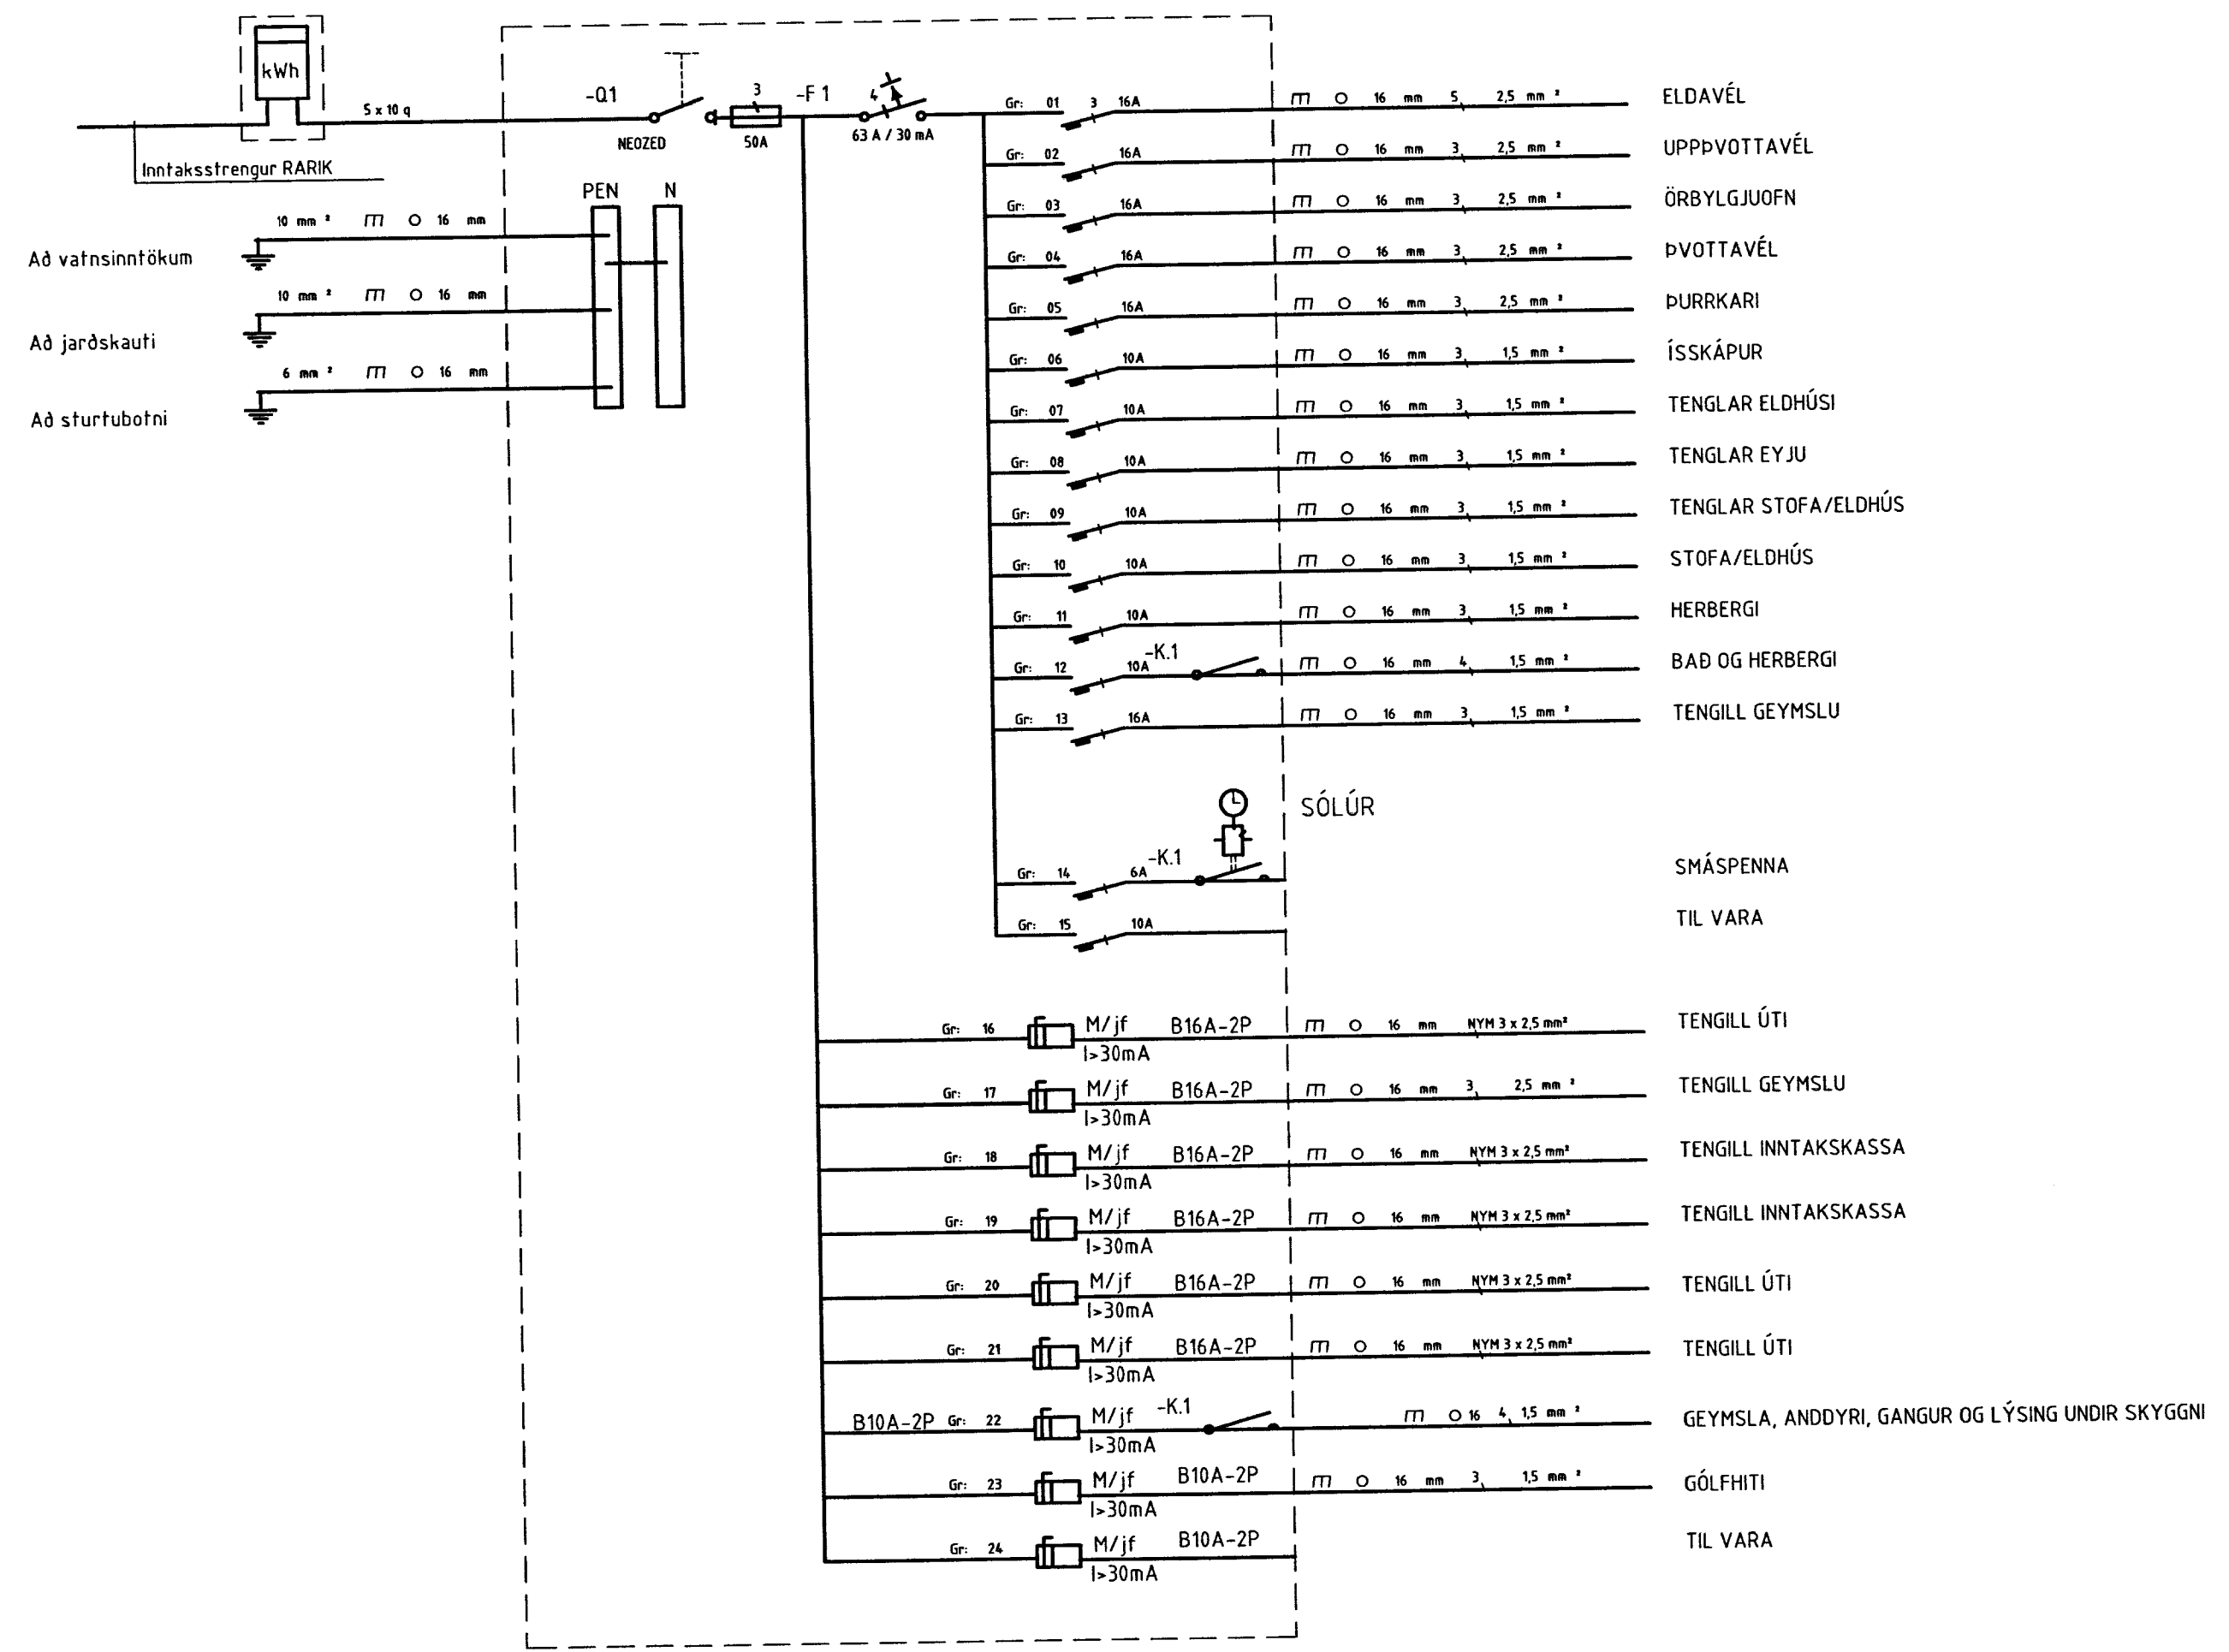 kWh
5 x 10 q
Inntaksstrengur RARIK
-Q1
NEOZED
3
50A
-F 1
4
63 A / 30 mA
PEN N
10 mm ² m O 16 mm
Að vatnsinntökum
10 mm ² m O 16 mm
Að jarðskauti
6 mm ² m O 16 mm
Að sturtubotni
Gr: 01 3 16A m O 16 mm 5 2,5 mm ² ELDAVÉL
Gr: 02 16A m O 16 mm 3 2,5 mm ² UPPÞVOTTAVÉL
Gr: 03 16A m O 16 mm 3 2,5 mm ² ÖRBYLGJUOFN
Gr: 04 16A m O 16 mm 3 2,5 mm ² ÞVOTTAVÉL
Gr: 05 16A m O 16 mm 3 2,5 mm ² ÞURRKARI
Gr: 06 10A m O 16 mm 3 1,5 mm ² ÍSSKÁPUR
Gr: 07 10A m O 16 mm 3 1,5 mm ² TENGLAR ELDHÚSI
Gr: 08 10A m O 16 mm 3 1,5 mm ² TENGLAR EYJU
Gr: 09 10A m O 16 mm 3 1,5 mm ² TENGLAR STOFA/ELDHÚS
Gr: 10 10A m O 16 mm 3 1,5 mm ² STOFA/ELDHÚS
Gr: 11 10A m O 16 mm 3 1,5 mm ² HERBERGI
Gr: 12 10A -K.1 m O 16 mm 4 1,5 mm ² BAÐ OG HERBERGI
Gr: 13 16A m O 16 mm 3 1,5 mm ² TENGILL GEYMSLU
SÓLÚR
Gr: 14 6A -K.1 SMÁSPENNA
Gr: 15 10A TIL VARA
Gr: 16 M/jf B16A-2P m O 16 mm NYM 3 x 2,5 mm² TENGILL ÚTI
I>30mA
Gr: 17 M/jf B16A-2P m O 16 mm 3 2,5 mm ² TENGILL GEYMSLU
I>30mA
Gr: 18 M/jf B16A-2P m O 16 mm NYM 3 x 2,5 mm² TENGILL INNTAKSKASSA
I>30mA
Gr: 19 M/jf B16A-2P m O 16 mm NYM 3 x 2,5 mm² TENGILL INNTAKSKASSA
I>30mA
Gr: 20 M/jf B16A-2P m O 16 mm NYM 3 x 2,5 mm² TENGILL ÚTI
I>30mA
Gr: 21 M/jf B16A-2P m O 16 mm NYM 3 x 2,5 mm² TENGILL ÚTI
I>30mA
B10A-2P Gr: 22 M/jf -K.1 m O 16 4 1,5 mm ² GEYMSLA, ANDDYRI, GANGUR OG LÝSING UNDIR SKYGGNI
I>30mA
Gr: 23 M/jf B10A-2P m O 16 mm 3 1,5 mm ² GÓLFHITI
I>30mA
Gr: 24 M/jf B10A-2P TIL VARA
I>30mA